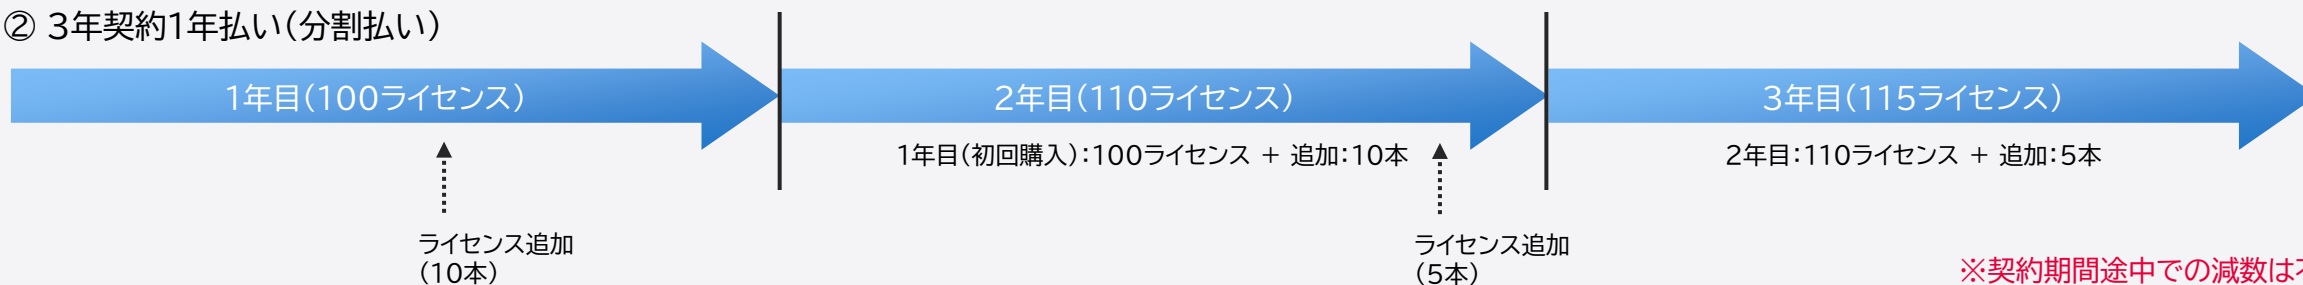 ② 3年契約1年払い(分割払い)
1年目(100ライセンス)
2年目(110ライセンス)
3年目(115ライセンス)
1年目(初回購入):100ライセンス + 追加:10本
2年目:110ライセンス + 追加:5本
ライセンス追加
(10本)
ライセンス追加
(5本)
※契約期間途中での減数は